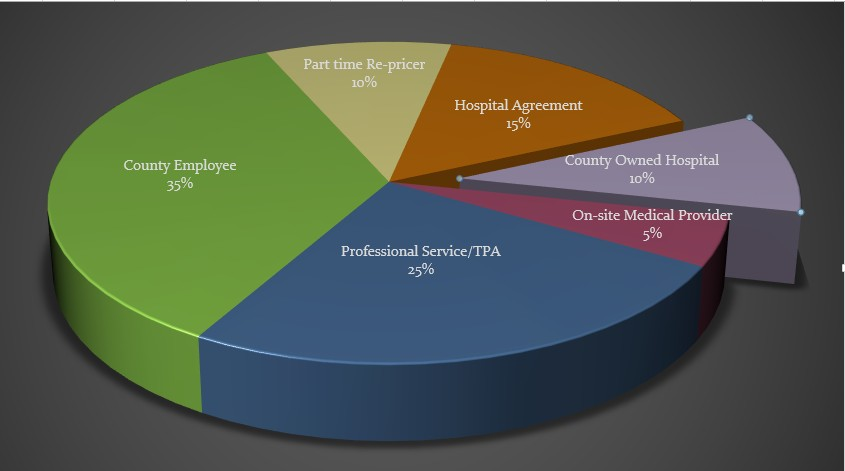 Part time Re-pricer
10%
Hospital Agreement
15%
County Employee
35%
County Owned Hospital
10%
On-site Medical Provider
5%
Professional Service/TPA
25%